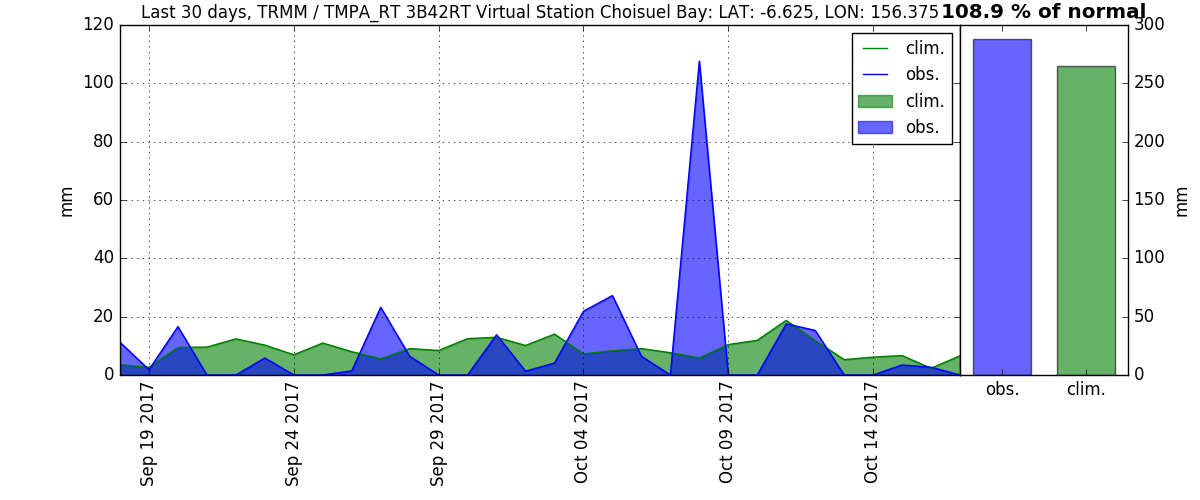 Last 30 days, TRMM / TMPA_RT 3B42RT Virtual Station Choisuel Bay: LAT: -6.625, LON: 156.375
108.9 % of normal
120
100
80
60
40
20
0
mm
clim.
obs.
clim.
obs.
300
250
200
150
100
50
0
mm
Sep 19 2017
Sep 24 2017
Sep 29 2017
Oct 04 2017
Oct 09 2017
Oct 14 2017
obs.
clim.